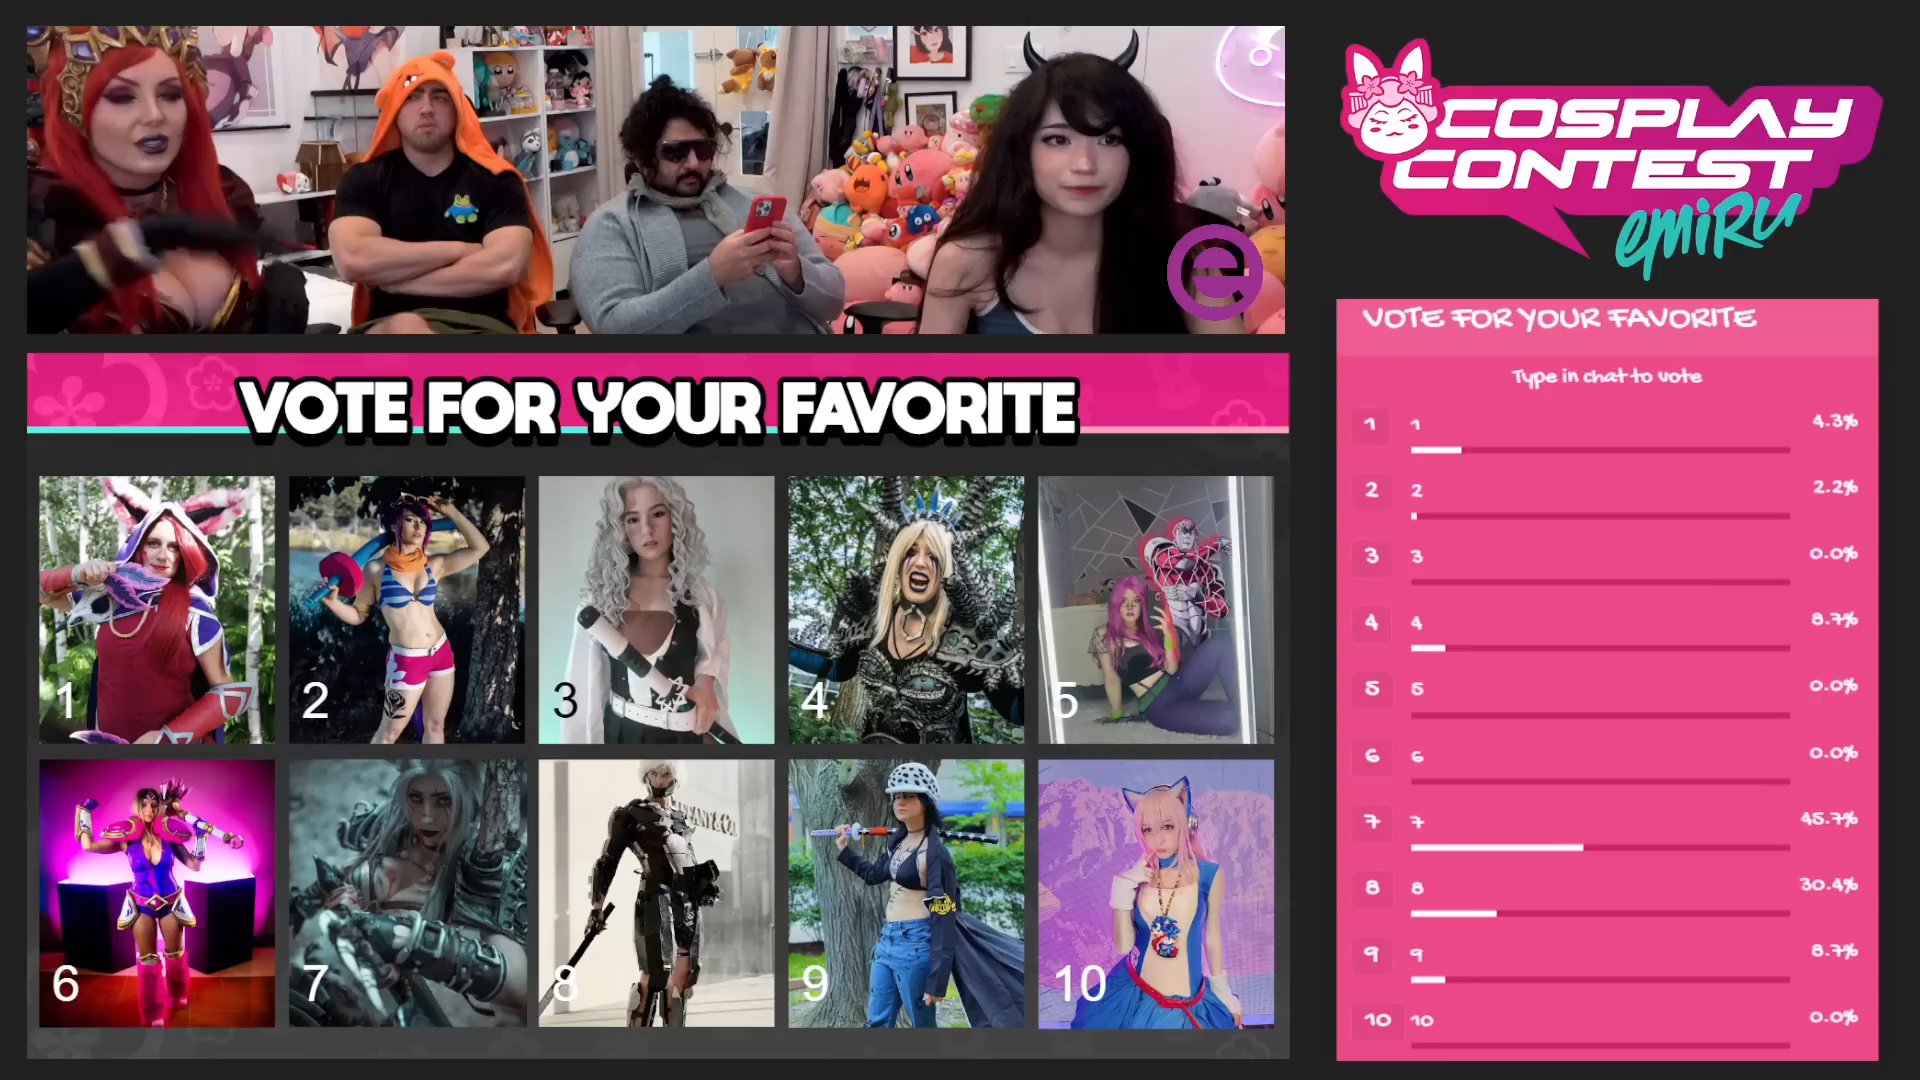 COSPLAY
CONTEST
emiru
e
VOTE FOR YOUR FAVORITE
1
2
3
4
5
6
7
8
9
10
VOTE FOR YOUR FAVORITE
Type in chat to vote
1 1 4.3%
2 2 2.2%
3 3 0.0%
4 4 8.7%
5 5 0.0%
6 6 0.0%
7 7 45.7%
8 8 30.4%
9 9 8.7%
10 10 0.0%